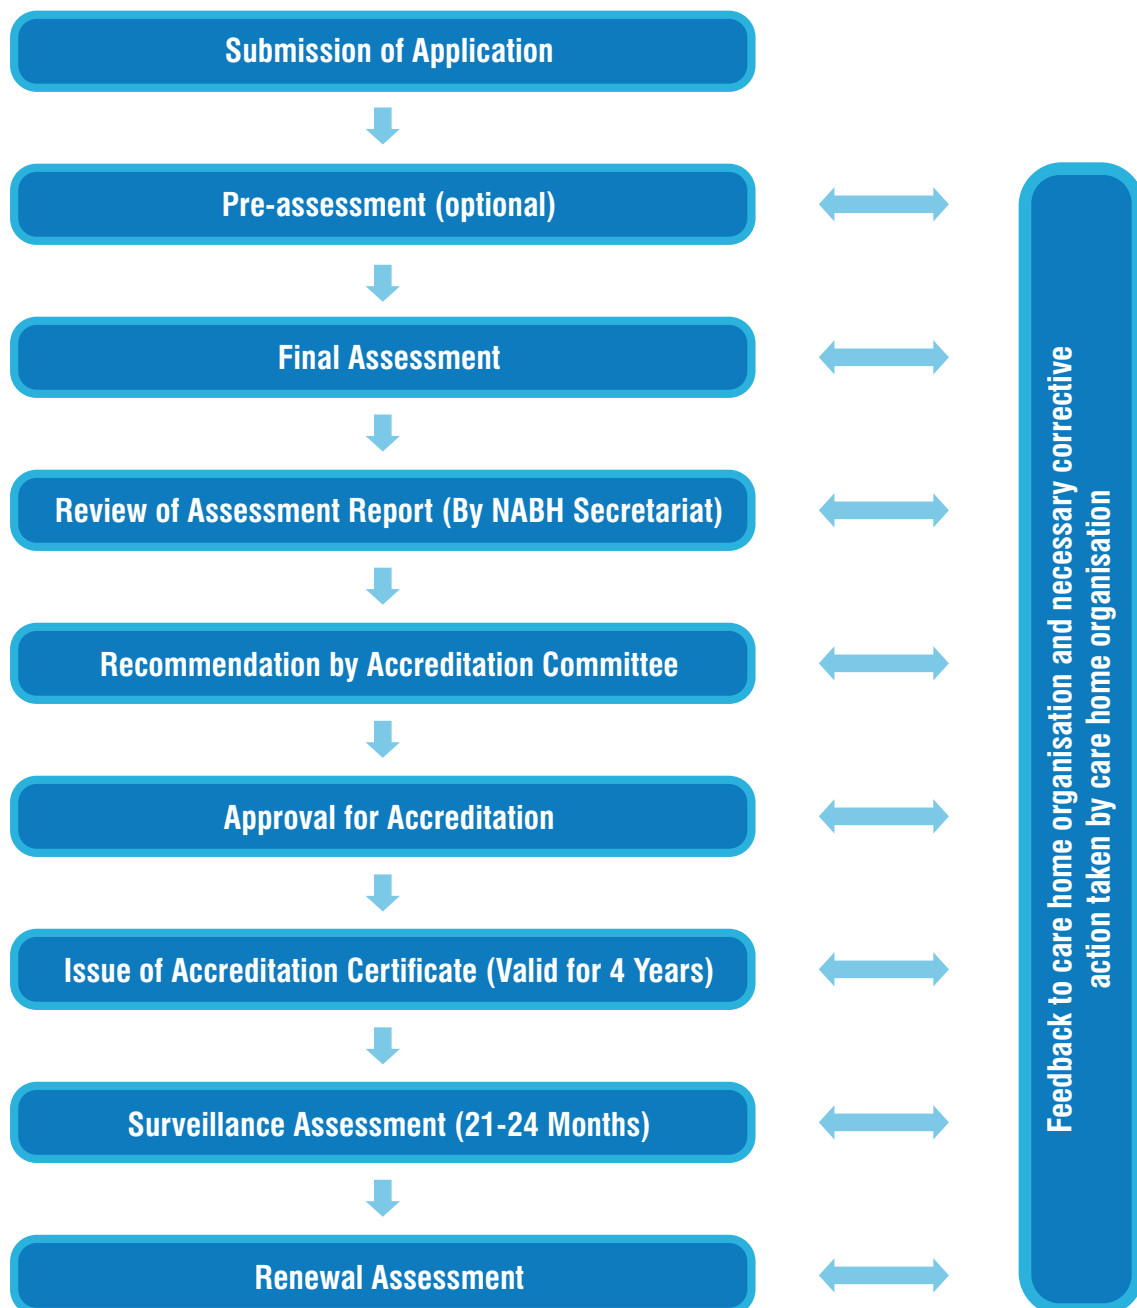 Submission of Application
Pre-assessment (optional)
Final Assessment
Review of Assessment Report (By NABH Secretariat)
Recommendation by Accreditation Committee
Approval for Accreditation
Issue of Accreditation Certificate (Valid for 4 Years)
Surveillance Assessment (21-24 Months)
Renewal Assessment
Feedback to care home organisation and necessary corrective
action taken by care home organisation